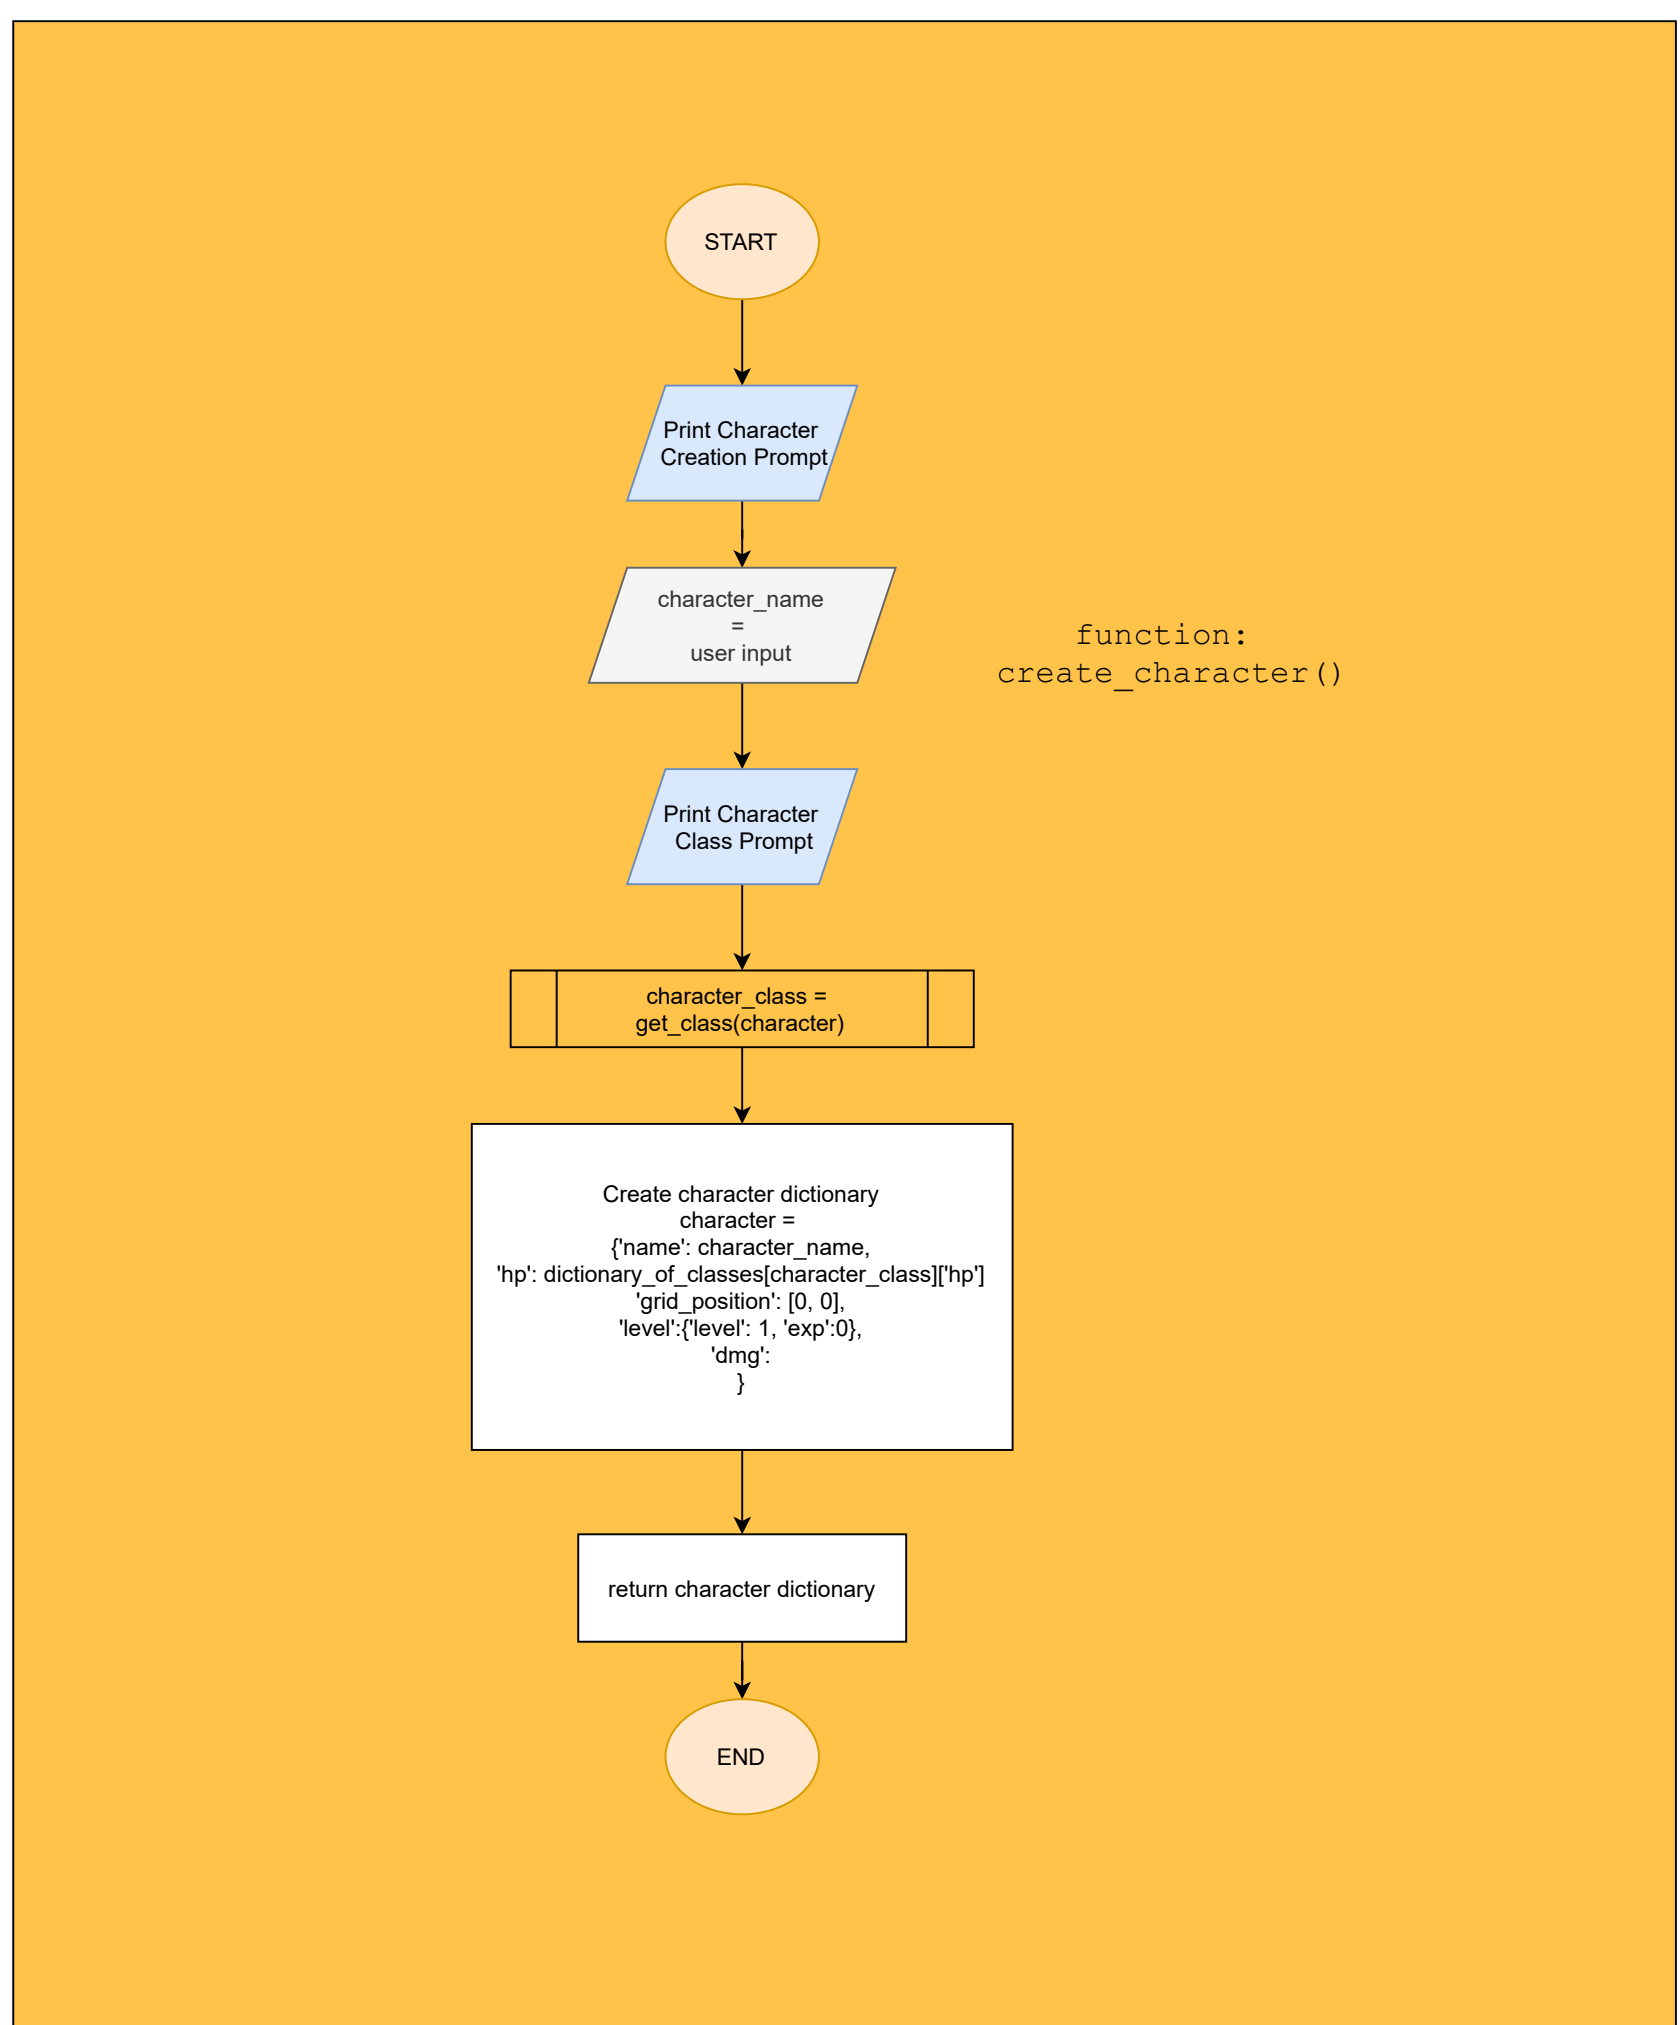 START
Print Character
Creation Prompt
character_name
=
user input
function:
create_character()
Print Character
Class Prompt
character_class =
get_class(character)
Create character dictionary
character =
{'name': character_name,
'hp': dictionary_of_classes[character_class]['hp']
'grid_position': [0, 0],
'level':{'level': 1, 'exp':0},
'dmg':
}
return character dictionary
END